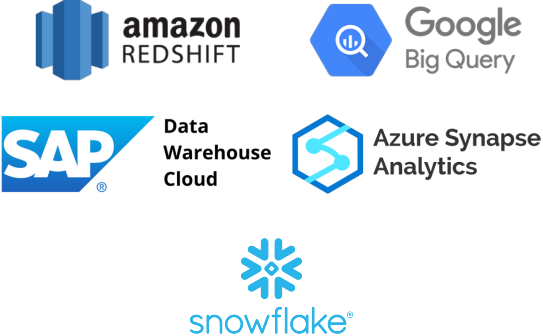 amazon
REDSHIFT
Google
Big Query
SAP
®
Data
Warehouse
Cloud
Azure Synapse
Analytics
snowflake®